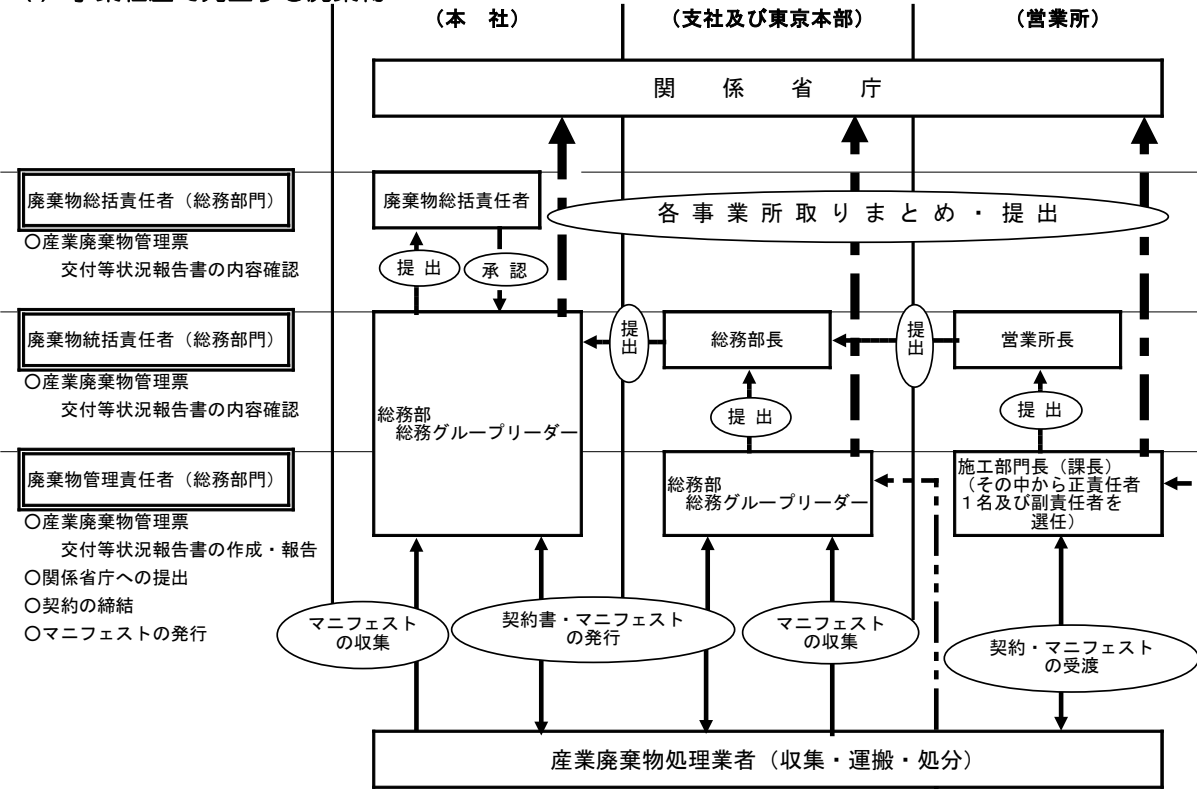 （本　社）
（支社及び東京本部）
（営業所）
関　係　省　庁
廃棄物総括責任者（総務部門）
〇産業廃棄物管理票
交付等状況報告書の内容確認
廃棄物総括責任者
各事業所取りまとめ・提出
提出
承認
廃棄物統括責任者（総務部門）
〇産業廃棄物管理票
交付等状況報告書の内容確認
総務部
総務グループリーダー
提出
総務部長
提出
営業所長
提出
提出
廃棄物管理責任者（総務部門）
〇産業廃棄物管理票
交付等状況報告書の作成・報告
〇関係省庁への提出
〇契約の締結
〇マニフェストの発行
総務部
総務グループリーダー
施工部門長（課長）
（その中から正責任者
１名及び副責任者を
選任）
マニフェスト
の収集
契約書・マニフェスト
の発行
マニフェスト
の収集
契約・マニフェスト
の受渡
産業廃棄物処理業者（収集・運搬・処分）